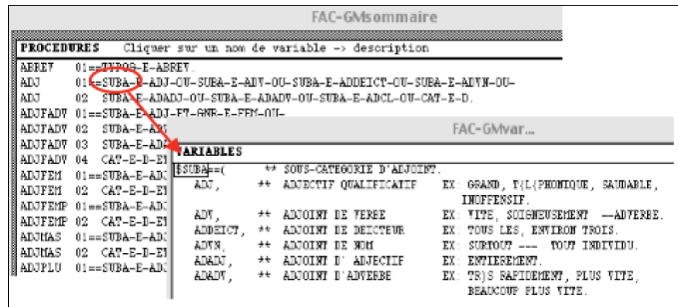 FAC-GMsommaire
PROCEDURES Cliquer sur un nom de variable -> description
ABREV 01==TYPOG-E-ABREV.
ADJ 01==SUBA-E-ADJ-OU-SUBA-E-ADV-OU-SUBA-E-ADDEICT-OU-SUBA-E-ADVN-OU-
ADJ 02 SUBA-E-ADADJ-OU-SUBA-E-ADADV-OU-SUBA-E-ADCL-OU-CAT-E-D.
ADJFADV 01==SUBA-E-ADJ-ET-GNR-E-FEM-OU-
ADJFADV 02 SUBA-E-
ADJFADV 03 SUBA-E-ADA
ADJFADV 04 CAT-E-D-ET
ADJFEM 01==SUBA-E-ADJ
ADJFEM 02 CAT-E-D-ET
ADJFEMP 01==SUBA-E-ADJ
ADJFEMP 02 CAT-E-D-ET
ADJMAS 01==SUBA-E-ADJ
ADJMAS 02 CAT-E-D-ET
ADJPLU 01==SUBA-E-ADJ
FAC-GMvar...
VARIABLES
$SUBA==( ** SOUS-CATEGORIE D'ADJOINT.
ADJ, ** ADJECTIF QUALIFICATIF EX: GRAND, T{L{PHONIQUE, SAUDABLE,
INOFFENSIF.
ADV, ** ADJOINT DE VERBE EX: VITE, SOIGNEUSEMENT --ADVERBE.
ADDEICT, ** ADJOINT DE DEICTEUR EX: TOUS LES, ENVIRON TROIS.
ADVN, ** ADJOINT DE NOM EX: SURTOUT --- TOUT INDIVIDU.
ADADJ, ** ADJOINT D' ADJECTIF EX: ENTIEREMENT.
ADADV, ** ADJOINT D'ADVERBE EX: TR}S RAPIDEMENT, PLUS VITE,
BEAUCOUP PLUS VITE.